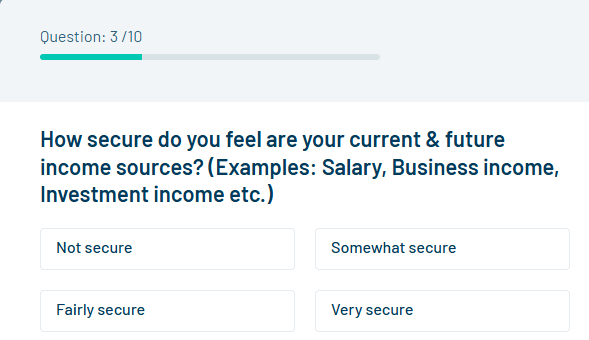 Question: 3 /10
How secure do you feel are your current & future
income sources? (Examples: Salary, Business income,
Investment income etc.)
Not secure
Somewhat secure
Fairly secure
Very secure